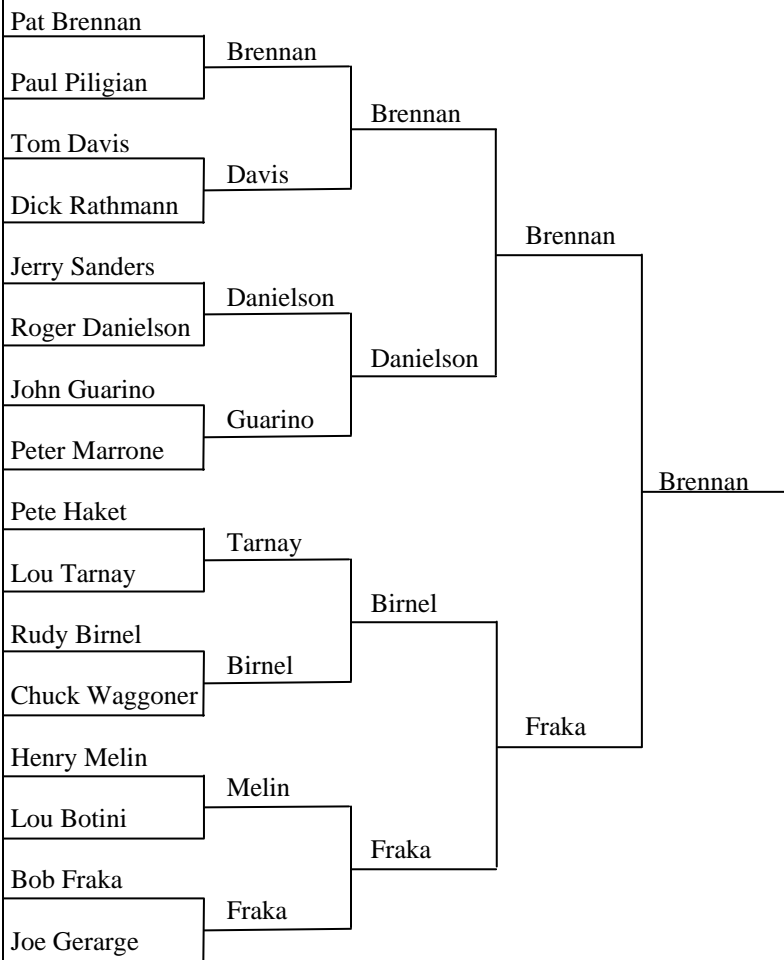 Pat Brennan
Paul Piligian
Tom Davis
Dick Rathmann
Jerry Sanders
Roger Danielson
John Guarino
Peter Marrone
Pete Haket
Lou Tarnay
Rudy Birnel
Chuck Waggoner
Henry Melin
Lou Botini
Bob Fraka
Joe Gerarge
Brennan
Davis
Danielson
Guarino
Tarnay
Birnel
Melin
Fraka
Brennan
Danielson
Birnel
Fraka
Brennan
Fraka
Brennan